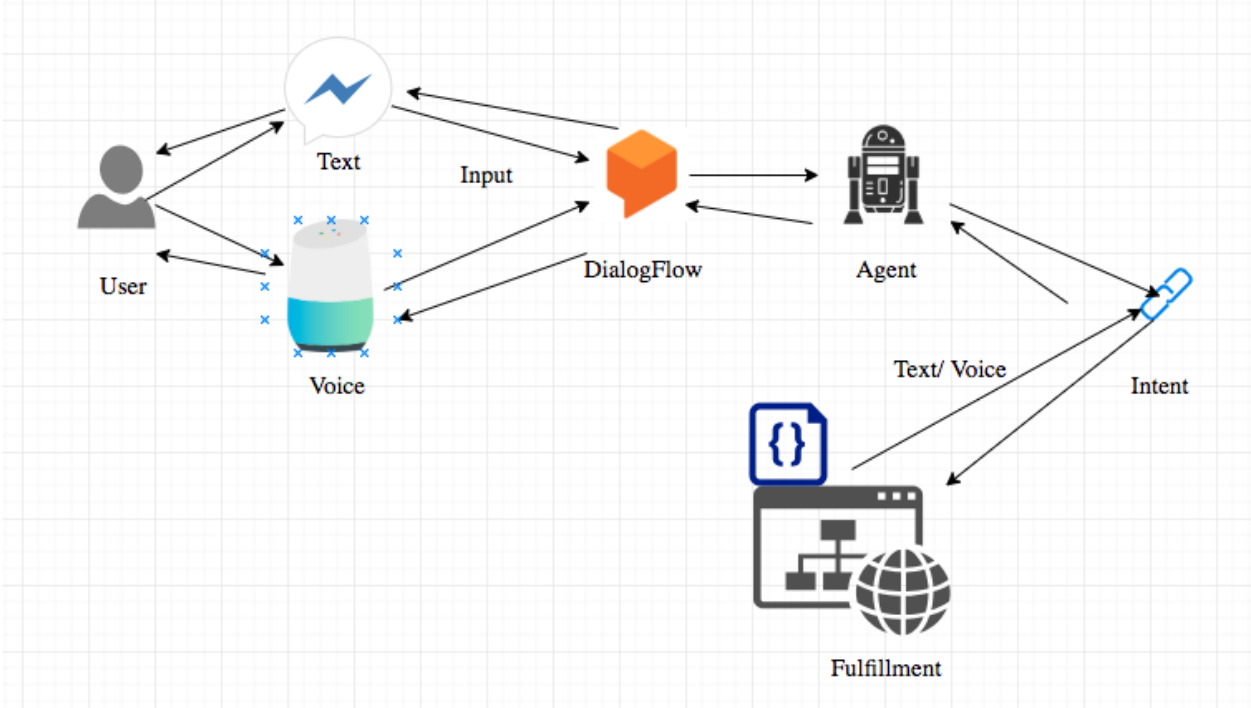 Text
Input
User
DialogFlow
Agent
Voice
Text/ Voice
Intent
{}
Fulfillment